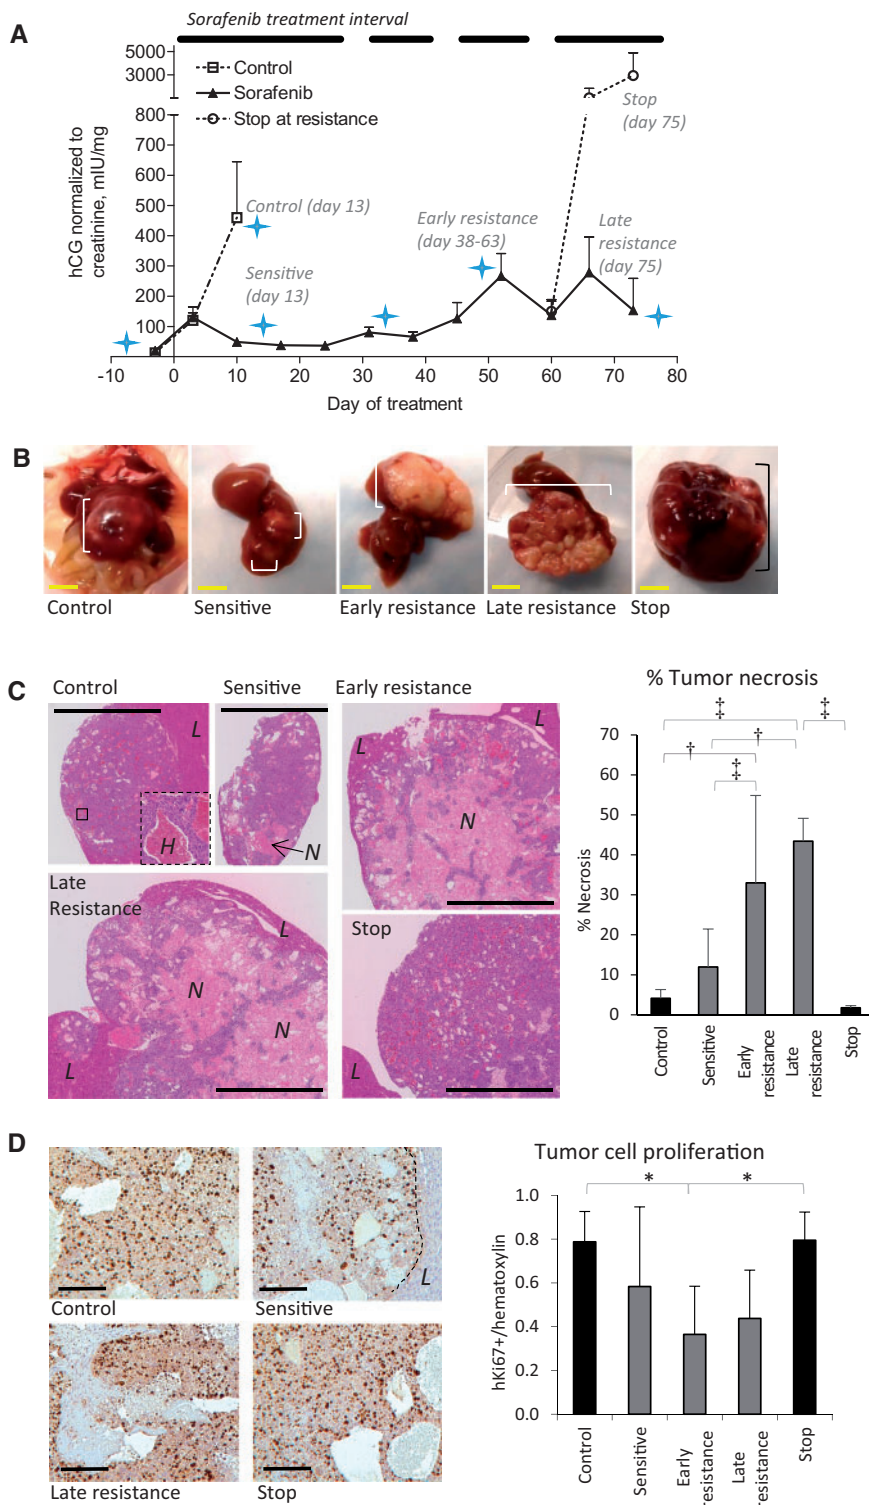 A
Sorafenib treatment interval
5000
3000
800
700
600
500
400
300
200
100
hCG normalized to
creatinine, mIU/mg
Control
Sorafenib
Stop at resistance
Stop
(day 75)
Control (day 13)
Sensitive
(day 13)
Early resistance
(day 38-63)
Late
resistance
(day 75)
-10 0 10 20 30 40 50 60 70 80
Day of treatment
B
Control
Sensitive
Early resistance
Late resistance
Stop
C
Control
L
H
Sensitive
N
Early resistance
L
L
N
Late
Resistance
L
N
N
L
Stop
L
% Tumor necrosis
‡
‡
†
†
‡
70
60
50
40
30
20
10
0
% Necrosis
Control
Sensitive
Early
resistance
Late
resistance
Stop
D
L
Control
Sensitive
Late resistance
Stop
Tumor cell proliferation
* *
1.0
0.8
0.6
0.4
0.2
0.0
hKi67+/hematoxylin
Control
Sensitive
Early
resistance
Late
resistance
Stop